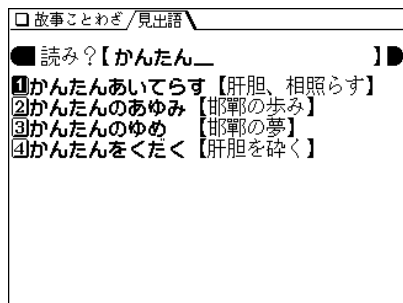 故事ことわざ/見出語
読み?【かんたん__ 】
1かんたんあいてらす【肝胆、相照らす】
2かんたんのあゆみ【邯鄲の歩み】
3かんたんのゆめ 【邯鄲の夢】
4かんたんをくだく【肝胆を砕く】